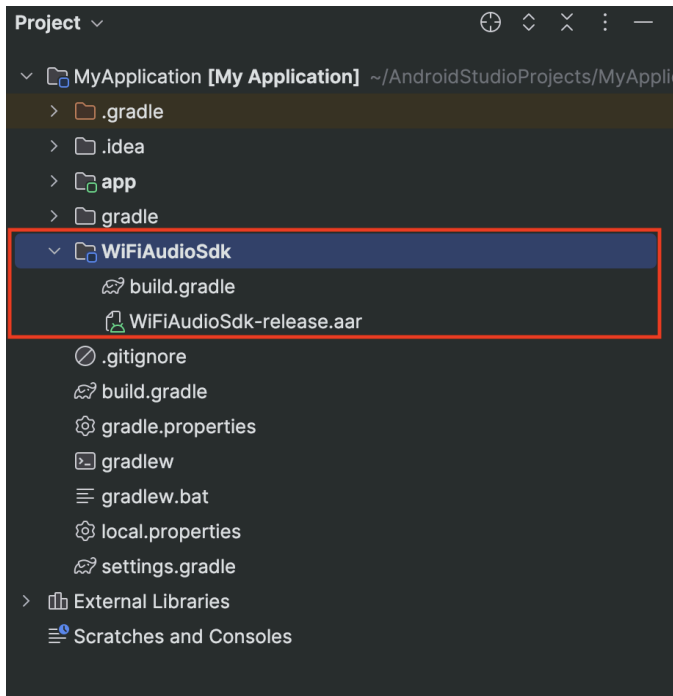 Project
MyApplication [My Application] ~/AndroidStudioProjects/MyAppli
.gradle
.idea
app
gradle
WiFiAudioSdk
build.gradle
WiFiAudioSdk-release.aar
.gitignore
build.gradle
gradle.properties
gradlew
gradlew.bat
local.properties
settings.gradle
External Libraries
Scratches and Consoles